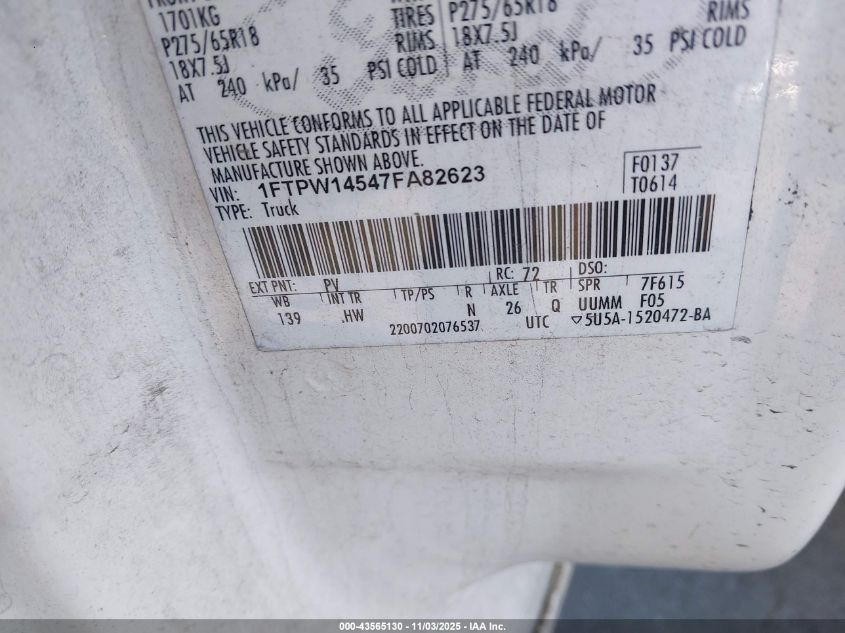 1701KG
P275/65R18
18X7.5J
AT 240 kPa/ 35 PSI COLD
TIRES P275/65R18
RIMS 18X7.5J
AT 240 kPa/ 35 PSI COLD
RIMS
THIS VEHICLE CONFORMS TO ALL APPLICABLE FEDERAL MOTOR
VEHICLE SAFETY STANDARDS IN EFFECT ON THE DATE OF
MANUFACTURE SHOWN ABOVE.
VIN: 1FTPW14547FA82623
TYPE: Truck
F0137
T0614
EXT PNT: PV RC: 72 DSO:
WB INT TR TP/PS R AXLE TR SPR 7F615
139 .HW N 26 Q UUMM F05
2200702076537 UTC ▽5U5A-1520472-BA
000-43565130 - 11/03/2025 - IAA Inc.